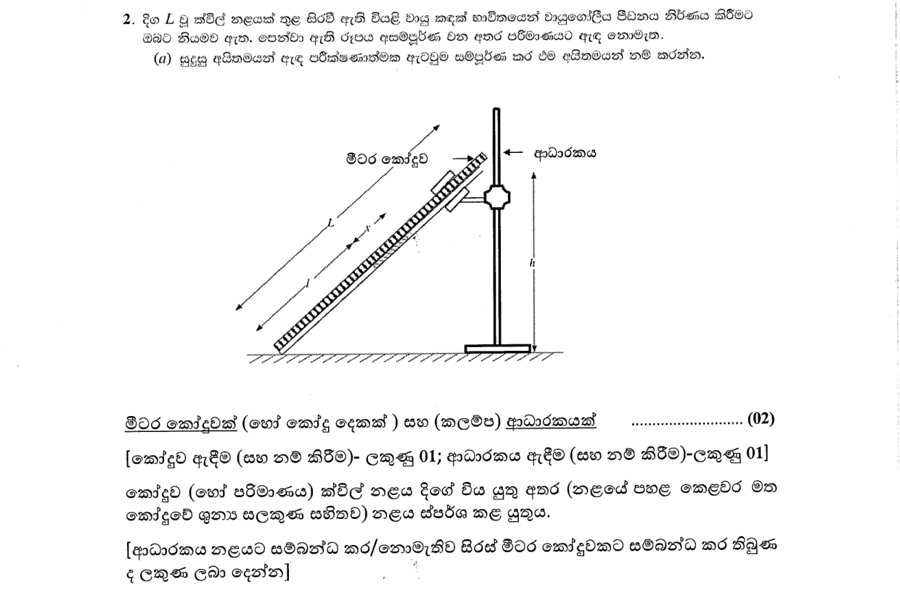 2. දිග L වූ ක්විල් නළයක් තුළ සිරවී ඇති වියළි වායු කඳක් භාවිතයෙන් වායුගෝලීය පීඩනය නිර්ණය කිරීමට
ඔබට නියමව ඇත. පෙන්වා ඇති රූපය අසම්පූර්ණ වන අතර පරිමාණයට ඇඳ නොමැත.
(a) සුදුසු අයිතමයන් ඇඳ පරීක්ෂණාත්මක ඇටවුම සම්පූර්ණ කර එම අයිතමයන් නම් කරන්න.
මීටර කෝදුව
ආධාරකය
L
x
l
h
මීටර කෝදුවක් (හෝ කෝදු දෙකක් ) සහ (කලම්ප) ආධාරකයක් ........................... (02)
[කෝදුව ඇඳීම (සහ නම් කිරීම)- ලකුණු 01; ආධාරකය ඇඳීම (සහ නම් කිරීම)-ලකුණු 01]
කෝදුව (හෝ පරිමාණය) ක්විල් නළය දිගේ විය යුතු අතර (නළයේ පහළ කෙළවර මත
කෝදුවේ ශුන්‍ය සලකුණ සහිතව) නළය ස්පර්ශ කළ යුතුය.
[ආධාරකය නළයට සම්බන්ධ කර/නොමැතිව සිරස් මීටර කෝදුවකට සම්බන්ධ කර තිබුණ
ද ලකුණ ලබා දෙන්න]